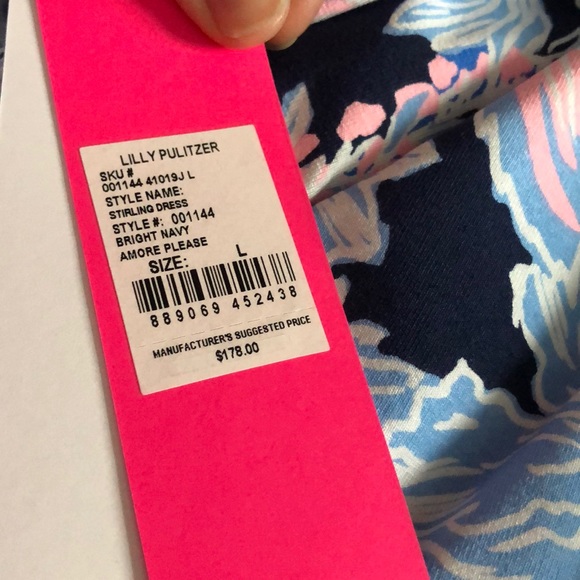 LILLY PULITZER
SKU #
001144 41019J L
STYLE NAME:
STIRLING DRESS
STYLE #: 001144
BRIGHT NAVY
AMORE PLEASE
SIZE: L
889069 452438
MANUFACTURER'S SUGGESTED PRICE
$178.00